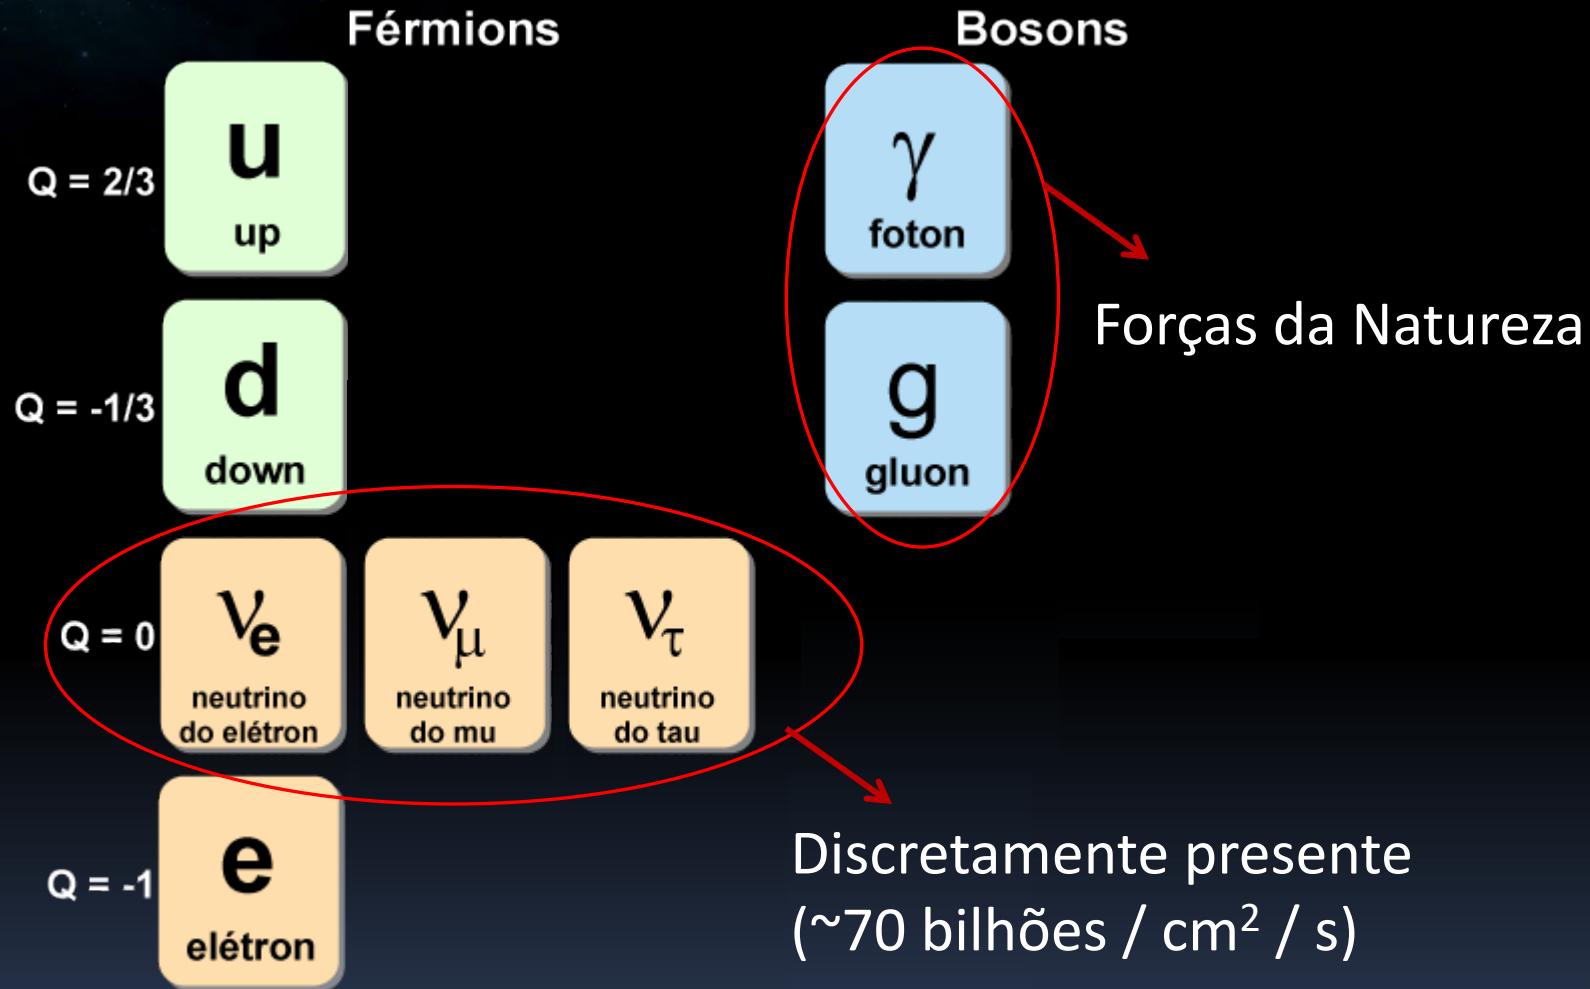 Férmions
Bosons
Q = 2/3
u
up
γ
foton
Forças da Natureza
Q = -1/3
d
down
g
gluon
Q = 0
νe
neutrino
do elétron
νμ
neutrino
do mu
ντ
neutrino
do tau
Q = -1
e
elétron
Discretamente presente
(~70 bilhões / cm² / s)